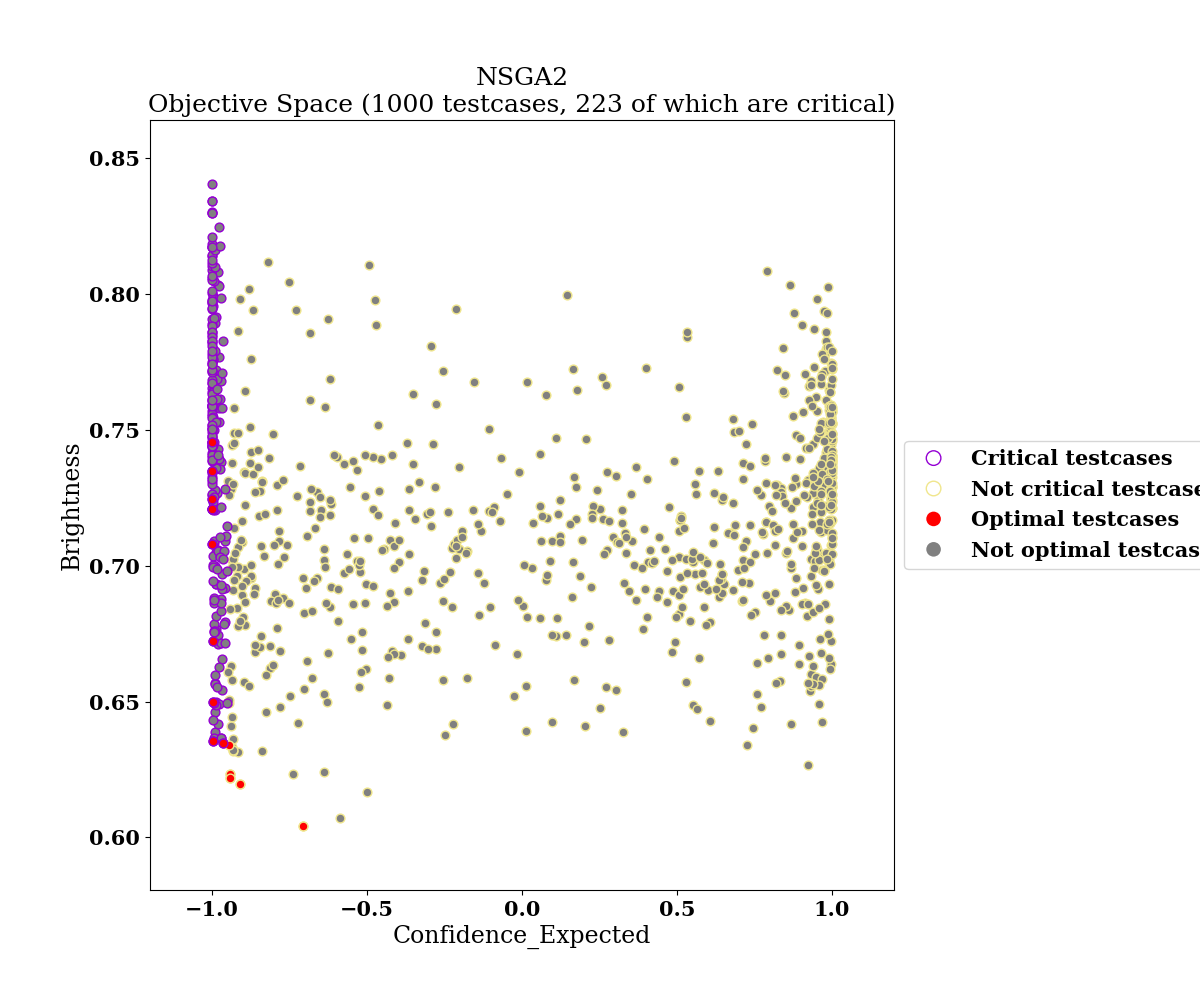 NSGA2
Objective Space (1000 testcases, 223 of which are critical)
0.85
0.80
0.75
0.70
0.65
0.60
Brightness
−1.0
−0.5
0.0
0.5
1.0
Confidence_Expected
Critical testcases
Not critical testcase
Optimal testcases
Not optimal testcas